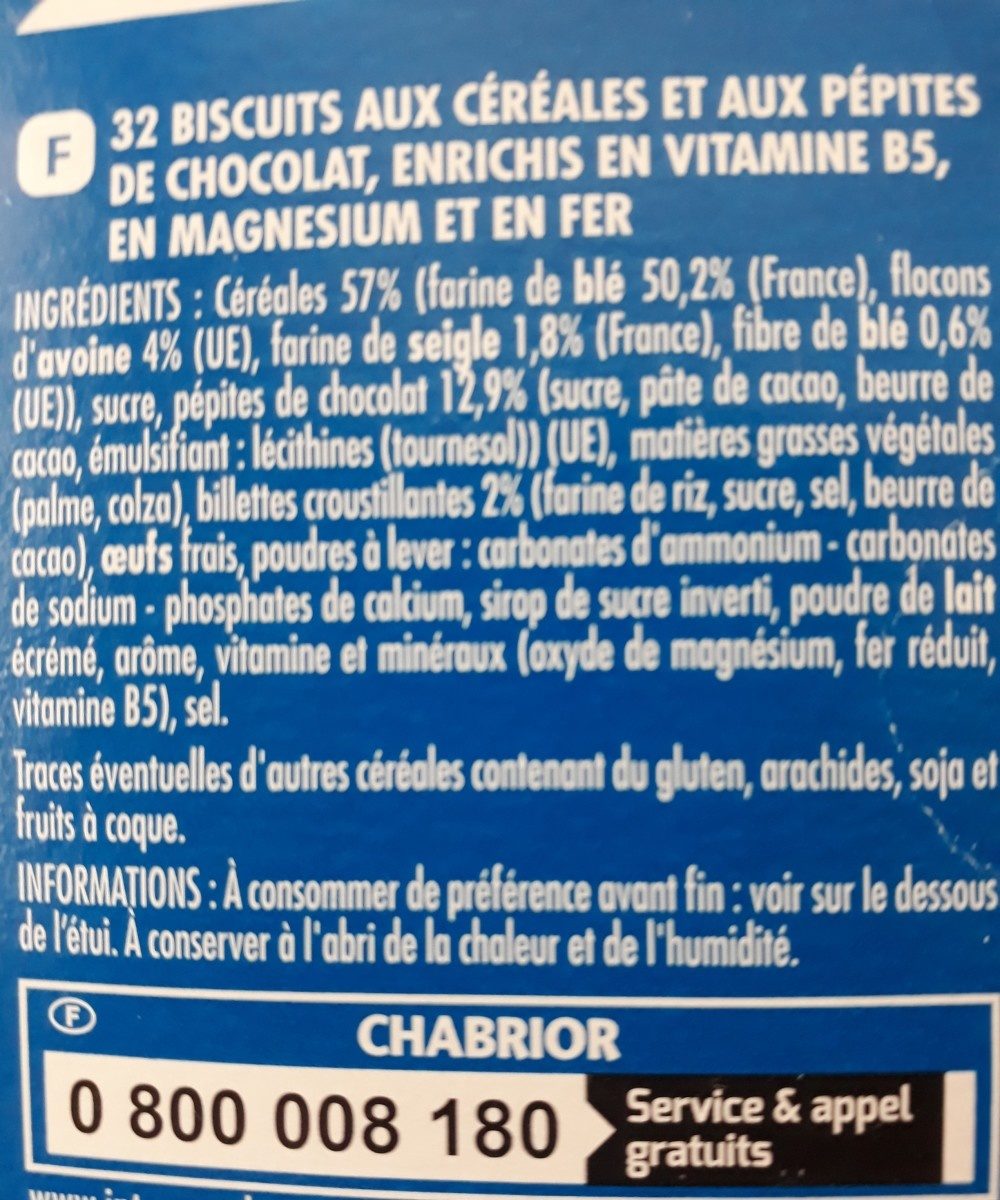 F
32 BISCUITS AUX CÉRÉALES ET AUX PÉPITES
DE CHOCOLAT, ENRICHIS EN VITAMINE B5,
EN MAGNESIUM ET EN FER
INGRÉDIENTS : Céréales 57% (farine de blé 50,2% (France), flocons
d'avoine 4% (UE), farine de seigle 1,8% (France), fibre de blé 0,6%
(UE)), sucre, pépites de chocolat 12,9% (sucre, pâte de cacao, beurre de
cacao, émulsifiant : lécithines (tournesol)) (UE), matières grasses végétales
(palme, colza), billettes croustillantes 2% (farine de riz, sucre, sel, beurre de
cacao), œufs frais, poudres à lever : carbonates d'ammonium - carbonates
de sodium - phosphates de calcium, sirop de sucre inverti, poudre de lait
écrémé, arôme, vitamine et minéraux (oxyde de magnésium, fer réduit,
vitamine B5), sel.
Traces éventuelles d'autres céréales contenant du gluten, arachides, soja et
fruits à coque.
INFORMATIONS : À consommer de préférence avant fin : voir sur le dessous
de l'étui. À conserver à l'abri de la chaleur et de l'humidité.
F
CHABRIOR
0 800 008 180
Service & appel
gratuits